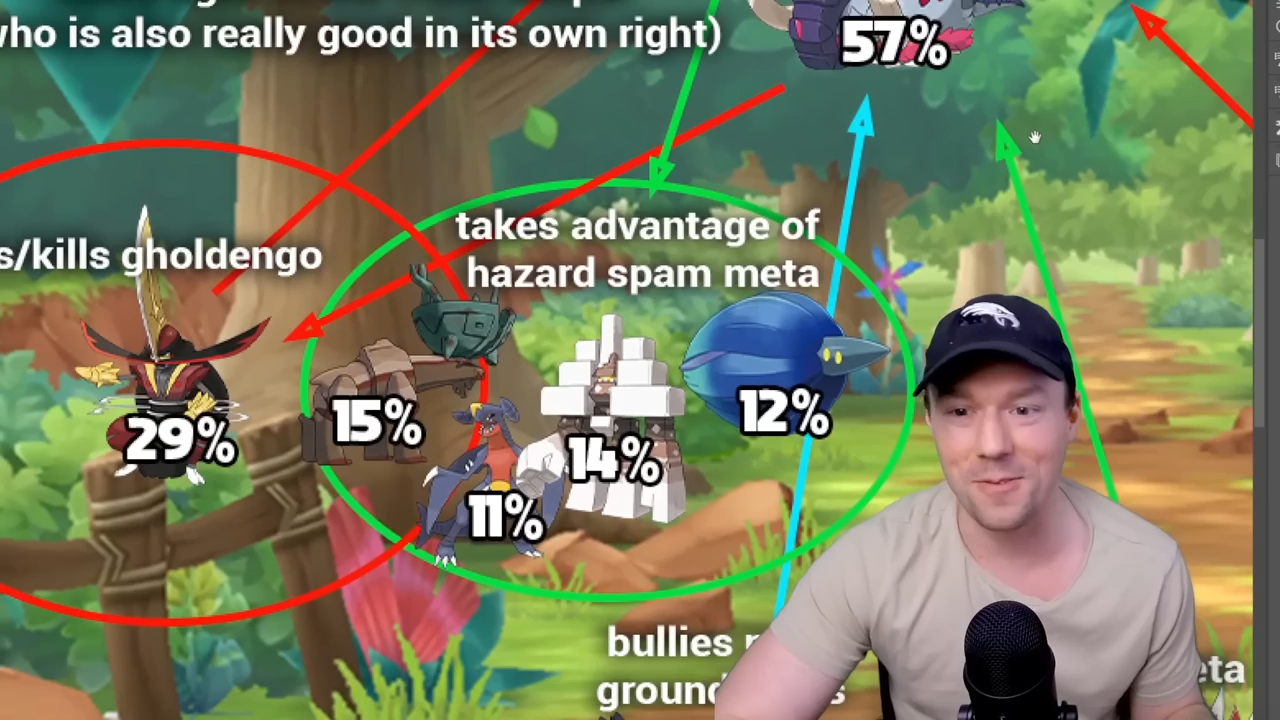 who is also really good in its own right)
57%
takes advantage of
hazard spam meta
s/kills gholdengo
29%
15%
11%
14%
12%
bullies
ground
eta